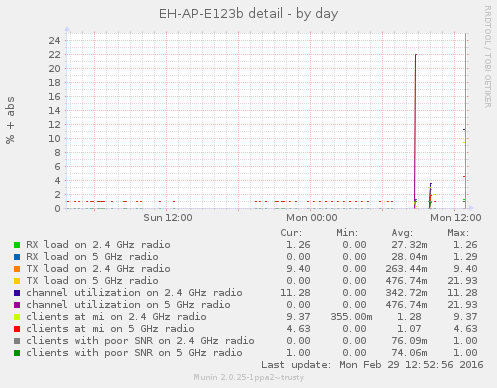 EH-AP-E123b detail - by day
RRDTOOL / TOBI OETIKER
% + abs
24
22
20
18
16
14
12
10
8
6
4
2
0
Sun 12:00 Mon 00:00 Mon 12:00
Cur: Min: Avg: Max:
RX load on 2.4 GHz radio 1.26 0.00 27.32m 1.26
RX load on 5 GHz radio 0.00 0.00 28.04m 1.29
TX load on 2.4 GHz radio 9.40 0.00 263.44m 9.40
TX load on 5 GHz radio 0.00 0.00 476.74m 21.93
channel utilization on 2.4 GHz radio 11.28 0.00 342.72m 11.28
channel utilization on 5 GHz radio 0.00 0.00 476.74m 21.93
clients at mi on 2.4 GHz radio 9.37 355.00m 1.28 9.37
clients at mi on 5 GHz radio 4.63 0.00 1.07 4.63
clients with poor SNR on 2.4 GHz radio 1.00 0.00 76.09m 1.00
clients with poor SNR on 5 GHz radio 1.00 0.00 74.06m 1.00
Last update: Mon Feb 29 12:52:56 2016
Munin 2.0.25-1ppa2~trusty